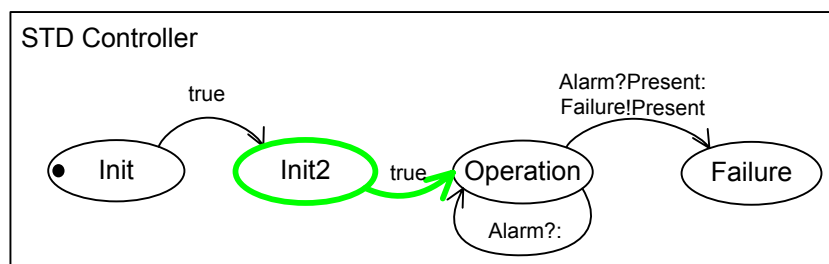 STD Controller
true
Alarm?Present:
Failure!Present
Init
Init2
true
Operation
Failure
Alarm?: